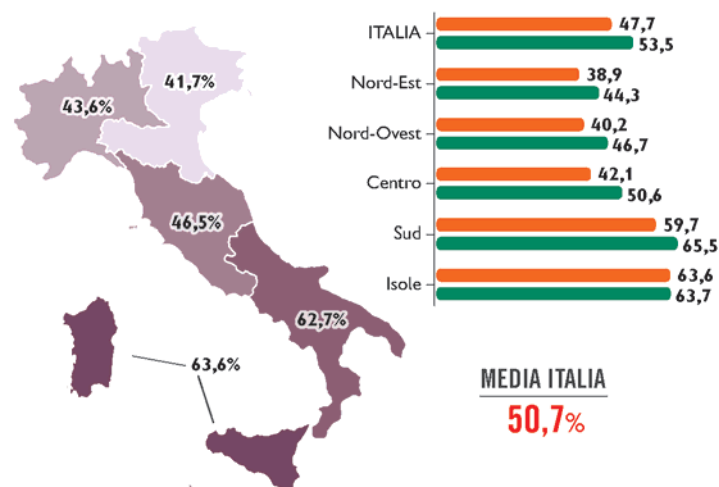 41,7%
43,6%
46,5%
62,7%
63,6%
ITALIA 47,7
53,5
Nord-Est 38,9
44,3
Nord-Ovest 40,2
46,7
Centro 42,1
50,6
Sud 59,7
65,5
Isole 63,6
63,7
MEDIA ITALIA
50,7%